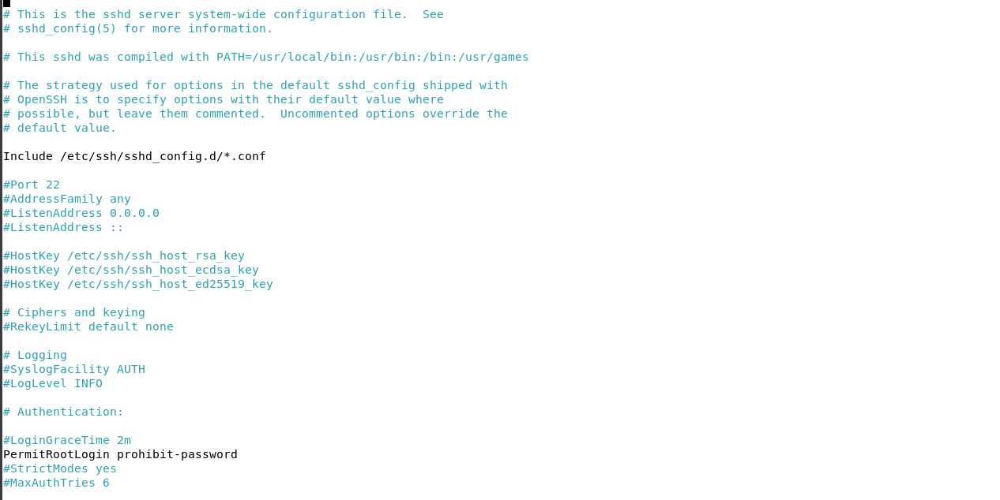 # This is the sshd server system-wide configuration file.  See
# sshd_config(5) for more information.
# This sshd was compiled with PATH=/usr/local/bin:/usr/bin:/bin:/usr/games
# The strategy used for options in the default sshd_config shipped with
# OpenSSH is to specify options with their default value where
# possible, but leave them commented.  Uncommented options override the
# default value.
Include /etc/ssh/sshd_config.d/*.conf
#Port 22
#AddressFamily any
#ListenAddress 0.0.0.0
#ListenAddress ::
#HostKey /etc/ssh/ssh_host_rsa_key
#HostKey /etc/ssh/ssh_host_ecdsa_key
#HostKey /etc/ssh/ssh_host_ed25519_key
# Ciphers and keying
#RekeyLimit default none
# Logging
#SyslogFacility AUTH
#LogLevel INFO
# Authentication:
#LoginGraceTime 2m
PermitRootLogin prohibit-password
#StrictModes yes
#MaxAuthTries 6